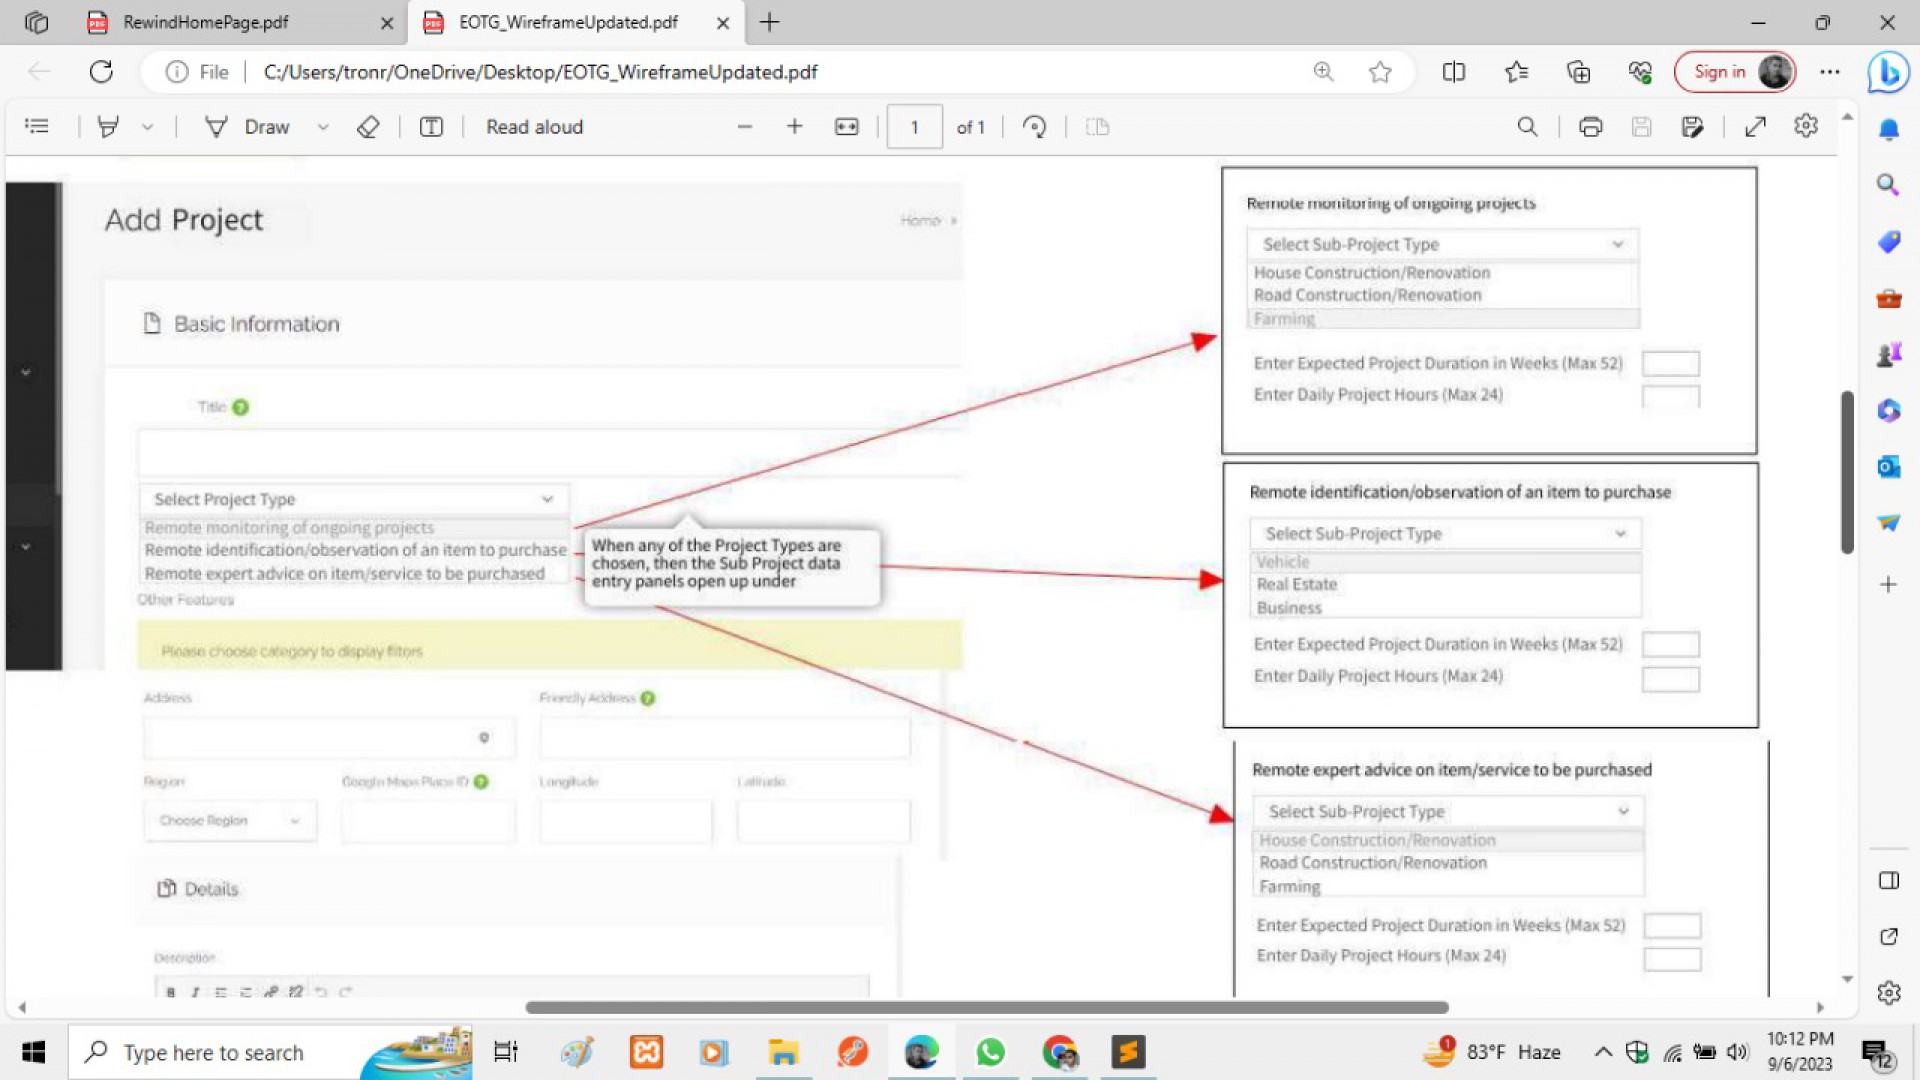 RewindHomePage.pdf
EOTG_WireframeUpdated.pdf
File
C:/Users/tronr/OneDrive/Desktop/EOTG_WireframeUpdated.pdf
Sign in
Draw
Read aloud
1
of 1
Add Project
Home
Basic Information
Title
Select Project Type
Remote monitoring of ongoing projects
Remote identification/observation of an item to purchase
Remote expert advice on item/service to be purchased
When any of the Project Types are
chosen, then the Sub Project data
entry panels open up under
Other Features
Please choose category to display filters
Address
Friendly Address
Region
Google Maps Place ID
Longitude
Latitude
Choose Region
Details
Description
B I
Remote monitoring of ongoing projects
Select Sub-Project Type
House Construction/Renovation
Road Construction/Renovation
Farming
Enter Expected Project Duration in Weeks (Max 52)
Enter Daily Project Hours (Max 24)
Remote identification/observation of an item to purchase
Select Sub-Project Type
Vehicle
Real Estate
Business
Enter Expected Project Duration in Weeks (Max 52)
Enter Daily Project Hours (Max 24)
Remote expert advice on item/service to be purchased
Select Sub-Project Type
House Construction/Renovation
Road Construction/Renovation
Farming
Enter Expected Project Duration in Weeks (Max 52)
Enter Daily Project Hours (Max 24)
Type here to search
1
83°F Haze
10:12 PM
9/6/2023
12